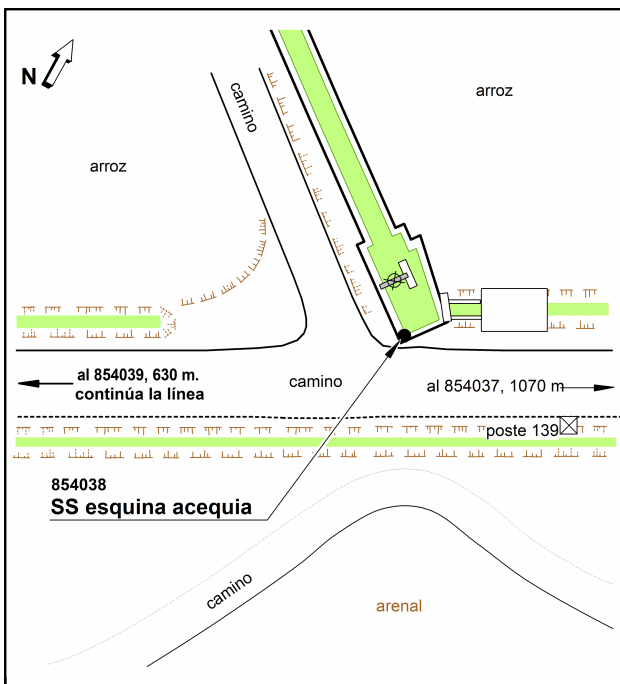 N
camino
arroz
arroz
al 854039, 630 m.
continúa la línea
camino
al 854037, 1070 m
poste 139
854038
SS esquina acequia
camino
arenal